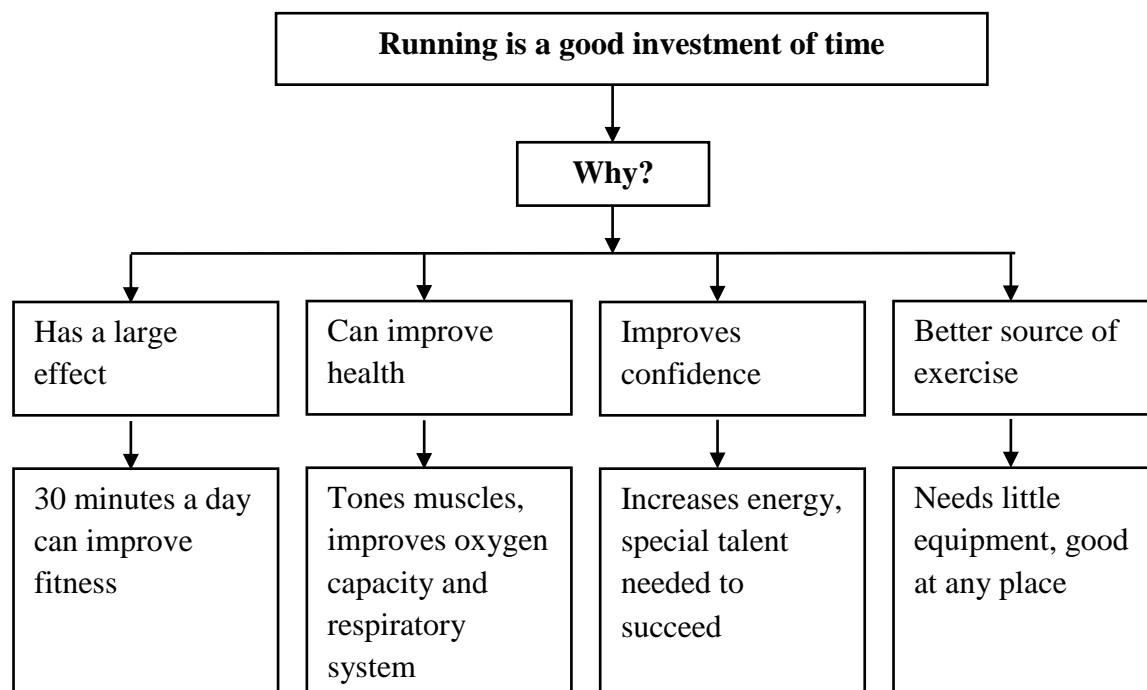 Running is a good investment of time
Why?
Has a large
effect
Can improve
health
Improves
confidence
Better source of
exercise
30 minutes a day
can improve
fitness
Tones muscles,
improves oxygen
capacity and
respiratory
system
Increases energy,
special talent
needed to
succeed
Needs little
equipment, good
at any place